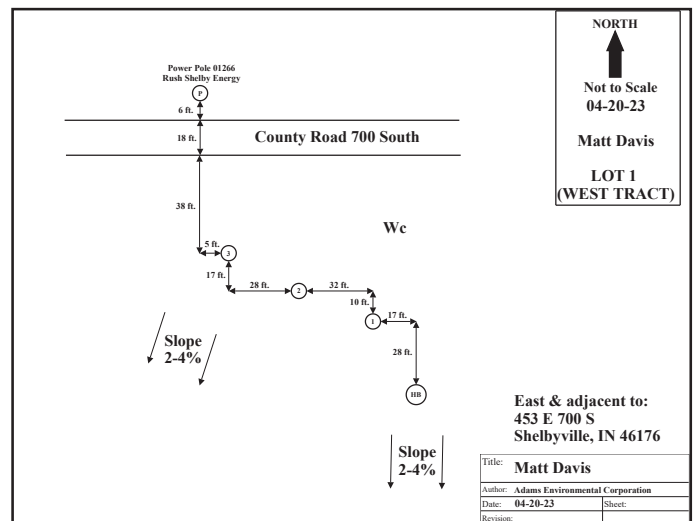 NORTH
Not to Scale
04-20-23
Matt Davis
LOT 1
(WEST TRACT)
Power Pole 01266
Rush Shelby Energy
P
6 ft.
18 ft.
County Road 700 South
38 ft.
Wc
5 ft.
3
17 ft.
28 ft.
2
32 ft.
10 ft.
1
17 ft.
28 ft.
HB
Slope
2-4%
Slope
2-4%
East & adjacent to:
453 E 700 S
Shelbyville, IN 46176
Title: Matt Davis
Author: Adams Environmental Corporation
Date: 04-20-23 Sheet:
Revision: